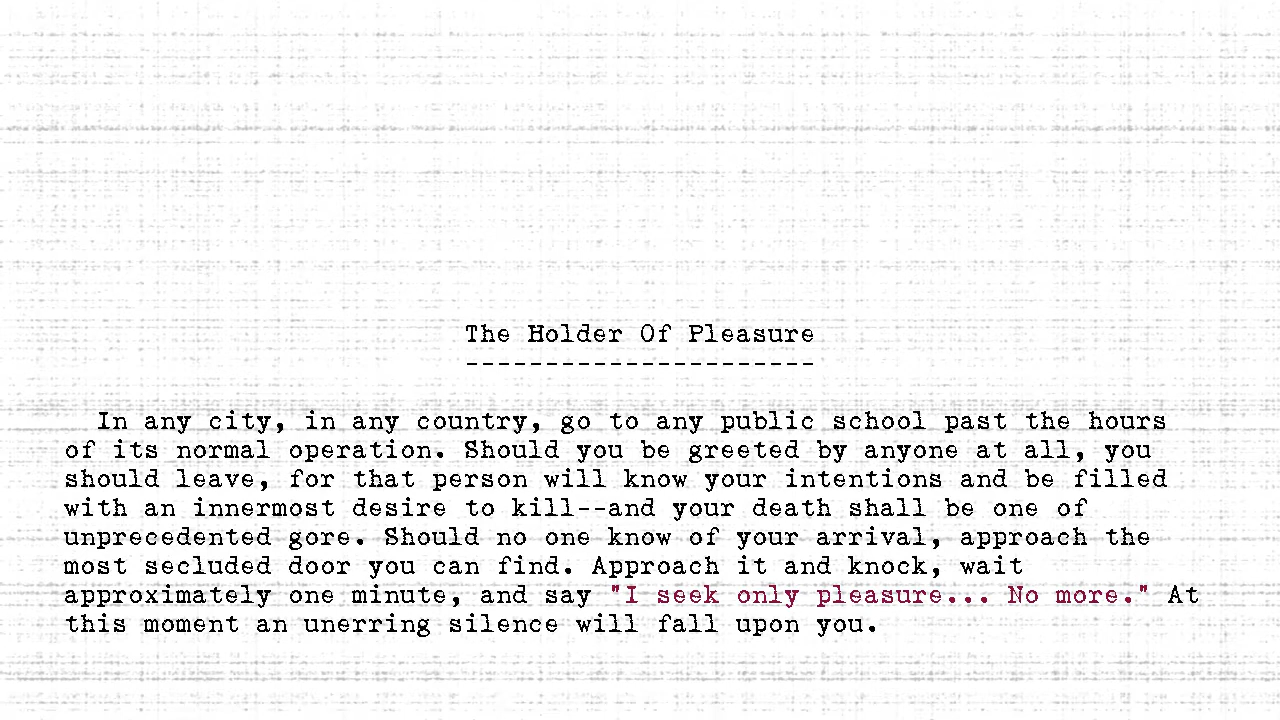 The Holder Of Pleasure
----------------------
In any city, in any country, go to any public school past the hours
of its normal operation. Should you be greeted by anyone at all, you
should leave, for that person will know your intentions and be filled
with an innermost desire to kill--and your death shall be one of
unprecedented gore. Should no one know of your arrival, approach the
most secluded door you can find. Approach it and knock, wait
approximately one minute, and say "I seek only pleasure... No more." At
this moment an unerring silence will fall upon you.